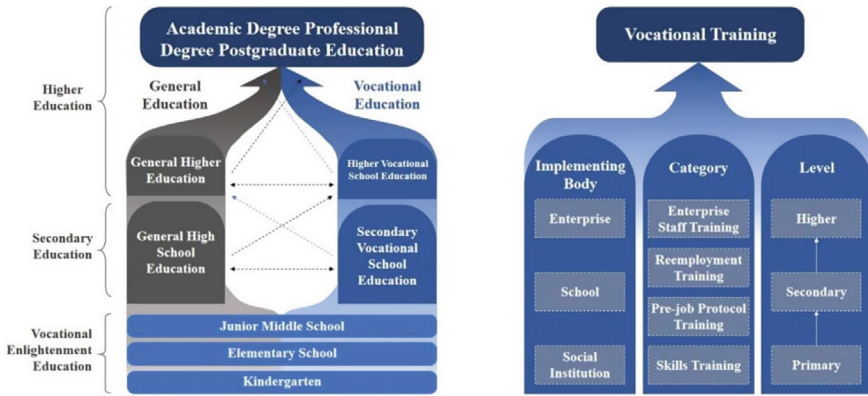 Academic Degree Professional
Degree Postgraduate Education
Higher
Education
General
Education
Vocational
Education
General Higher
Education
Higher Vocational
School Education
Secondary
Education
General High
School
Education
Secondary
Vocational
School
Education
Vocational
Enlightenment
Education
Junior Middle School
Elementary School
Kindergarten
Vocational Training
Implementing
Body
Enterprise
School
Social
Institution
Category
Enterprise
Staff Training
Reemployment
Training
Pre-job Protocol
Training
Skills Training
Level
Higher
Secondary
Primary